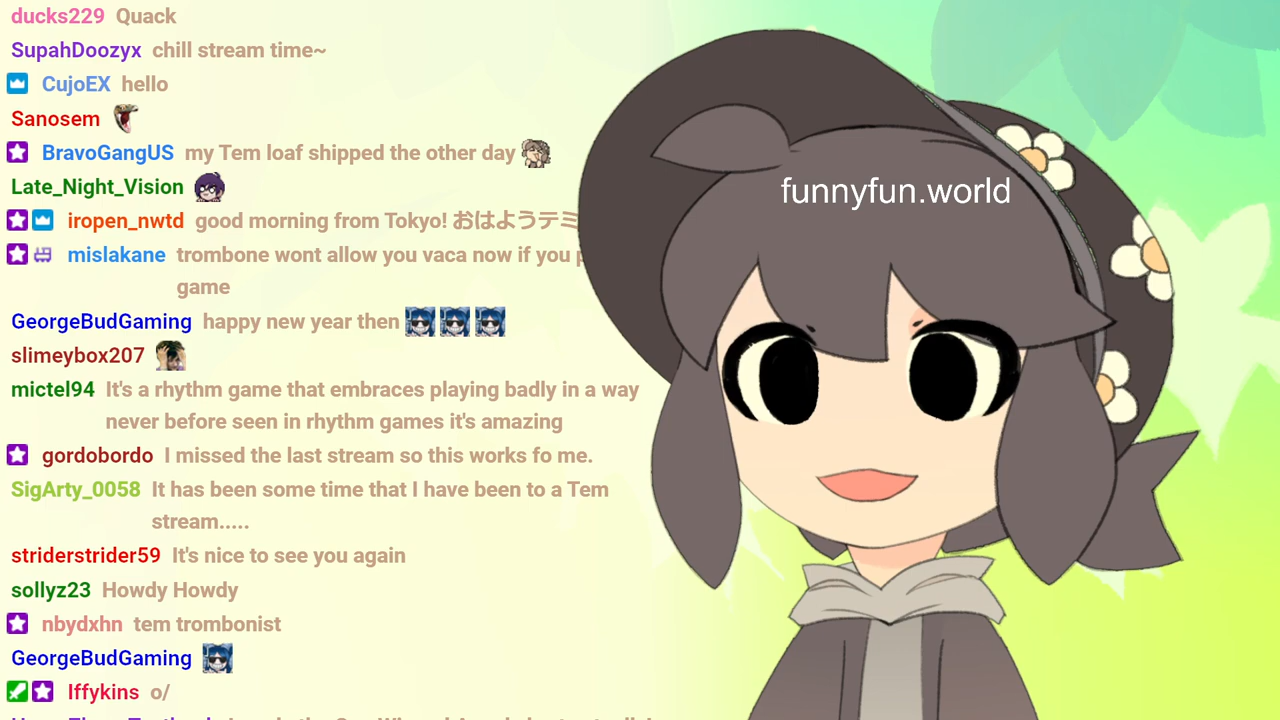 ducks229 Quack
SupahDoozyx chill stream time~
CujoEX hello
Sanosem
BravoGangUS my Tem loaf shipped the other day
Late_Night_Vision
funnyfun.world
iropen_nwtd good morning from Tokyo! おはようテミ
mislakane trombone wont allow you vaca now if you
game
GeorgeBudGaming happy new year then
slimeybox207
mictel94 It's a rhythm game that embraces playing badly in a way
never before seen in rhythm games it's amazing
gordobordo I missed the last stream so this works fo me.
SigArty_0058 It has been some time that I have been to a Tem
stream.....
striderstrider59 It's nice to see you again
sollyz23 Howdy Howdy
nbydxhn tem trombonist
GeorgeBudGaming
Iffykins o/